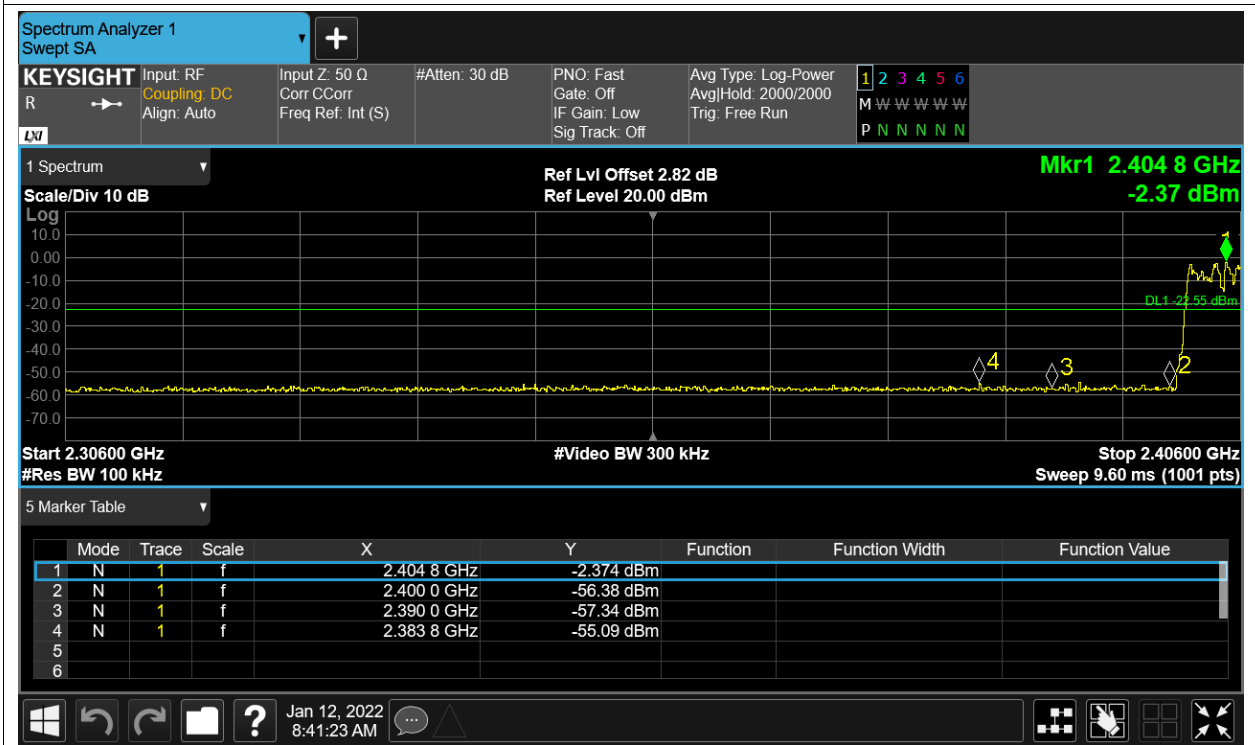 Spectrum Analyzer 1
Swept SA
KEYSIGHT Input: RF Input Z: 50 Ω #Atten: 30 dB PNO: Fast Avg Type: Log-Power 1 2 3 4 5 6
R Coupling: DC Corr CCorr Gate: Off Avg|Hold: 2000/2000 M W W W W W
Align: Auto Freq Ref: Int (S) IF Gain: Low Trig: Free Run
LXI Sig Track: Off P N N N N N
1 Spectrum Ref Lvl Offset 2.82 dB Mkr1 2.404 8 GHz
Scale/Div 10 dB Ref Level 20.00 dBm -2.37 dBm
Log
10.0 1
0.00
-10.0
-20.0 DL1 -22.55 dBm
-30.0
-40.0
-50.0 4 3 2
-60.0
-70.0
Start 2.30600 GHz #Video BW 300 kHz Stop 2.40600 GHz
#Res BW 100 kHz Sweep 9.60 ms (1001 pts)
5 Marker Table
Mode Trace Scale X Y Function Function Width Function Value
1 N 1 f 2.404 8 GHz -2.374 dBm
2 N 1 f 2.400 0 GHz -56.38 dBm
3 N 1 f 2.390 0 GHz -57.34 dBm
4 N 1 f 2.383 8 GHz -55.09 dBm
5
6
? Jan 12, 2022
8:41:23 AM